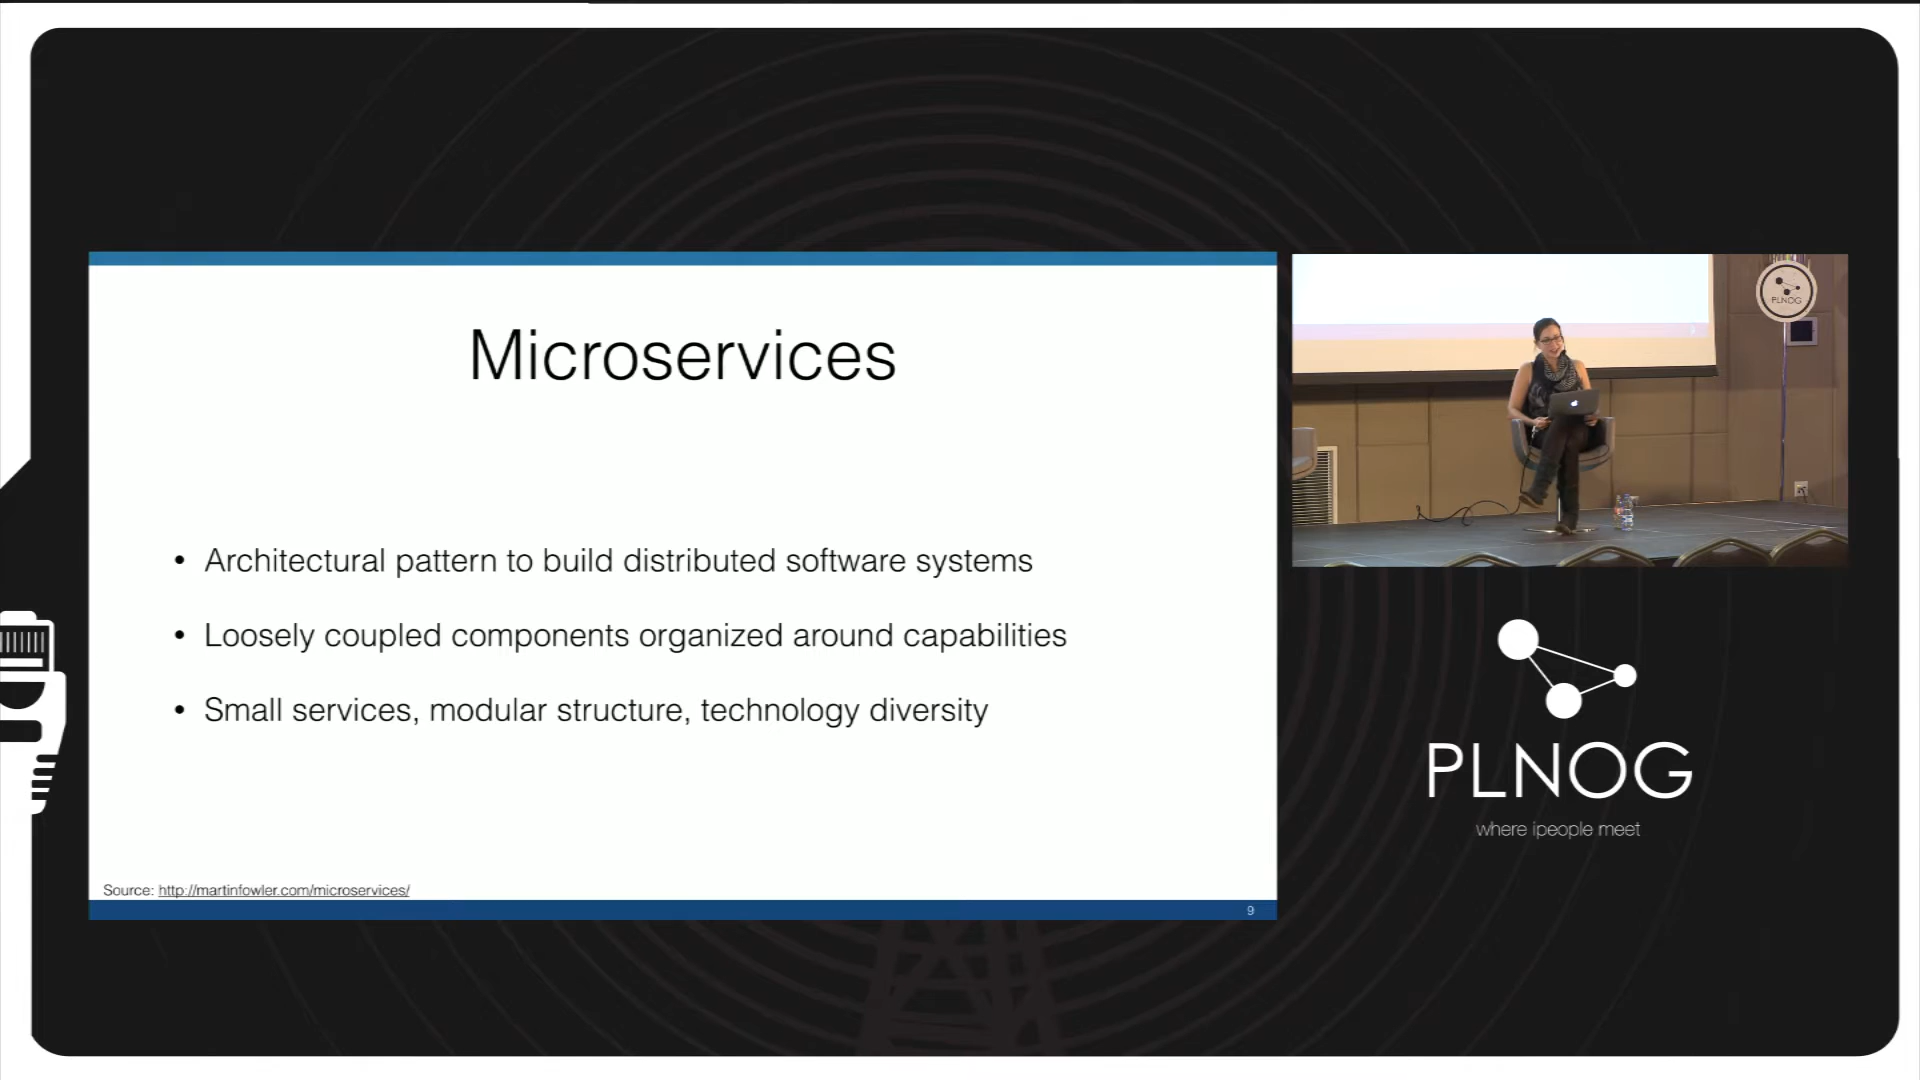 Microservices
• Architectural pattern to build distributed software systems
• Loosely coupled components organized around capabilities
• Small services, modular structure, technology diversity
Source: http://martinfowler.com/microservices/
9
PLNOG
PLNOG
where ipeople meet